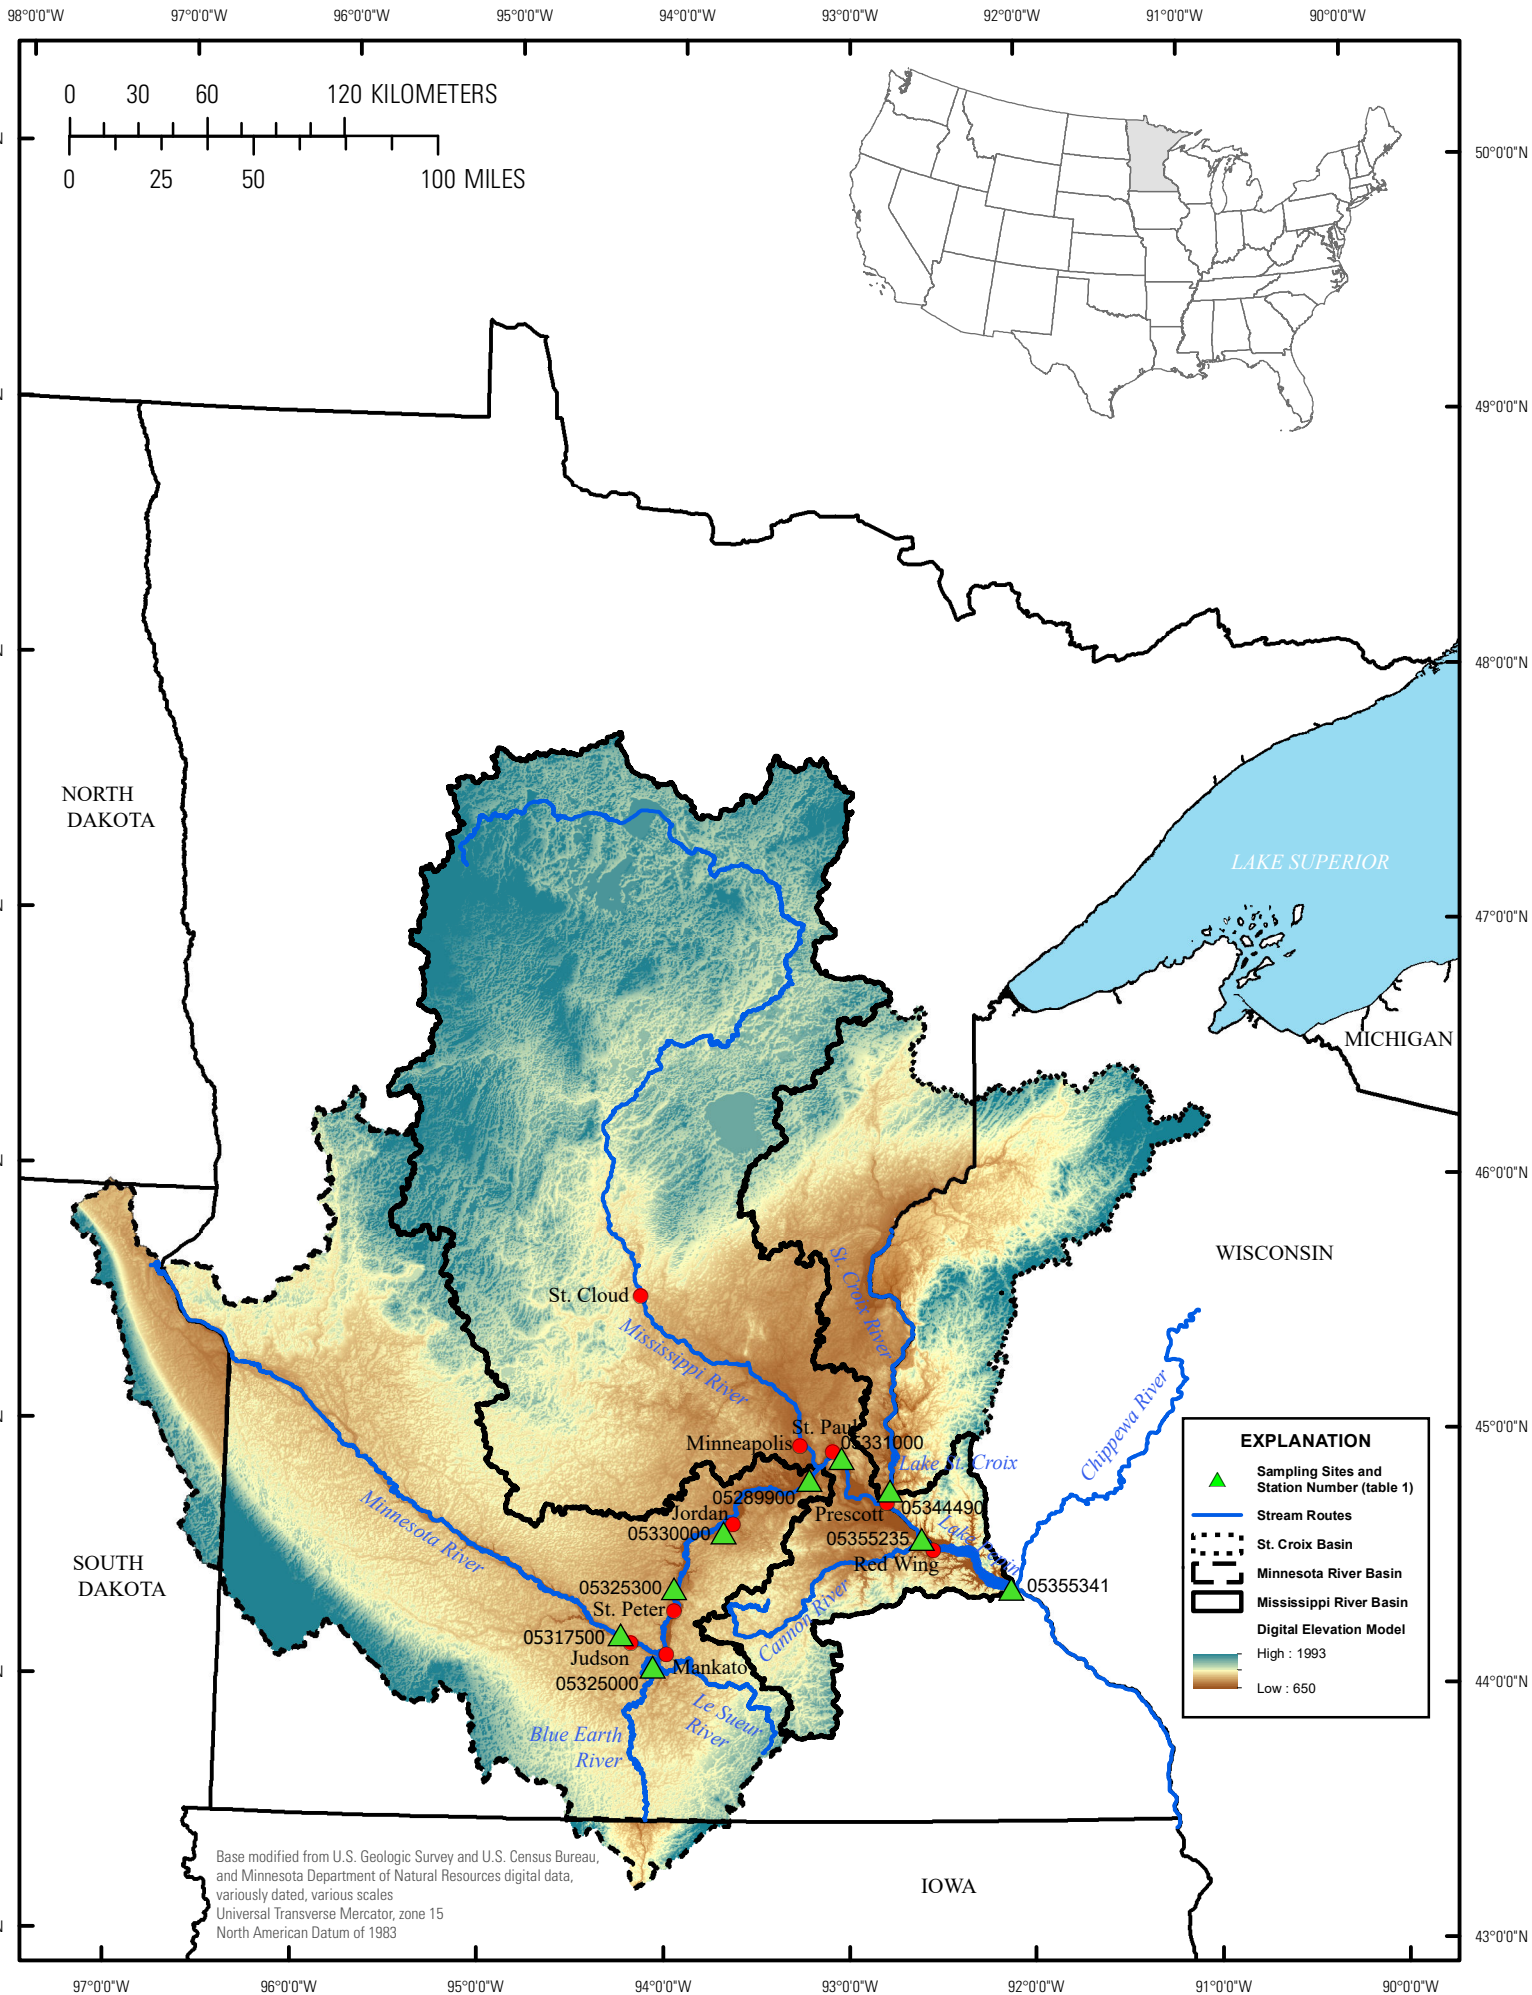 98°0'0"W 97°0'0"W 96°0'0"W 95°0'0"W 94°0'0"W 93°0'0"W 92°0'0"W 91°0'0"W 90°0'0"W
0 30 60 120 KILOMETERS
0 25 50 100 MILES
50°0'0"N
49°0'0"N
48°0'0"N
47°0'0"N
46°0'0"N
45°0'0"N
44°0'0"N
43°0'0"N
NORTH
DAKOTA
LAKE SUPERIOR
MICHIGAN
WISCONSIN
St. Croix River
St. Cloud
Mississippi River
Chippewa River
St. Paul
Minneapolis
05331000
Lake St. Croix
05289900
05344490
Jordan
Prescott
05330000
05355235
Lake Pepin
Red Wing
Minnesota River
SOUTH
DAKOTA
05325300
05355341
St. Peter
Cannon River
05317500
Judson
Mankato
05325000
Le Sueur
River
Blue Earth
River
EXPLANATION
Sampling Sites and
Station Number (table 1)
Stream Routes
St. Croix Basin
Minnesota River Basin
Mississippi River Basin
Digital Elevation Model
High : 1993
Low : 650
Base modified from U.S. Geologic Survey and U.S. Census Bureau,
and Minnesota Department of Natural Resources digital data,
variously dated, various scales
Universal Transverse Mercator, zone 15
North American Datum of 1983
IOWA
97°0'0"W 96°0'0"W 95°0'0"W 94°0'0"W 93°0'0"W 92°0'0"W 91°0'0"W 90°0'0"W